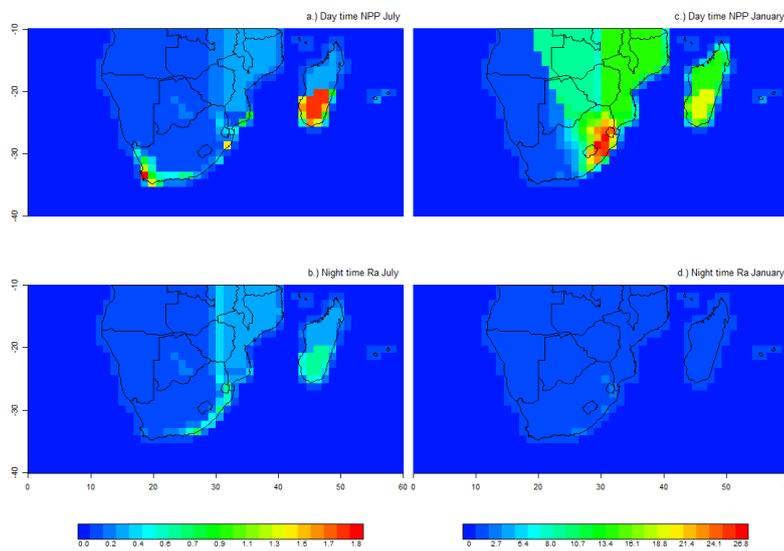 a.) Day time NPP July
c.) Day time NPP January
-10
-20
-30
-40
b.) Night time Ra July
d.) Night time Ra January
-10
-20
-30
-40
0 10 20 30 40 50 60
0 10 20 30 40 50
0.0 0.2 0.4 0.6 0.7 0.9 1.1 1.3 1.5 1.6 1.8
0 2.7 5.4 8.0 10.7 13.4 16.1 18.8 21.4 24.1 26.8